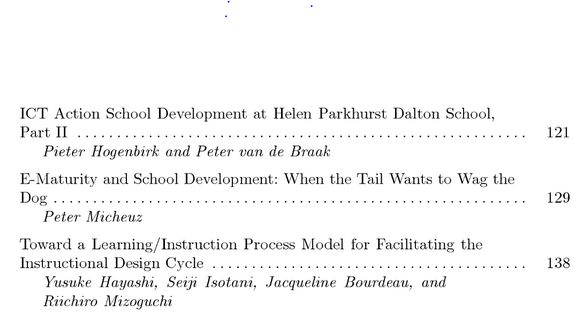 ICT Action School Development at Helen Parkhurst Dalton School,
Part II . . . . . . . . . . . . . . . . . . . . . . . . . . . . . . . . . . . . . . . . . . . . . . . . . . . . . . . . . 121
Pieter Hogenbirk and Peter van de Braak
E-Maturity and School Development: When the Tail Wants to Wag the
Dog . . . . . . . . . . . . . . . . . . . . . . . . . . . . . . . . . . . . . . . . . . . . . . . . . . . . . . . . . . . . 129
Peter Micheuz
Toward a Learning/Instruction Process Model for Facilitating the
Instructional Design Cycle . . . . . . . . . . . . . . . . . . . . . . . . . . . . . . . . . . . . . . . . 138
Yusuke Hayashi, Seiji Isotani, Jacqueline Bourdeau, and
Riichiro Mizoguchi